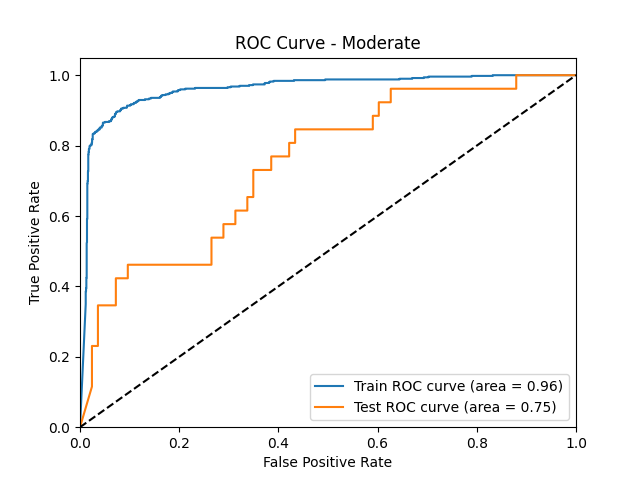 ROC Curve - Moderate
1.0
0.8
0.6
0.4
0.2
0.0
True Positive Rate
Train ROC curve (area = 0.96)
Test ROC curve (area = 0.75)
0.0 0.2 0.4 0.6 0.8 1.0
False Positive Rate